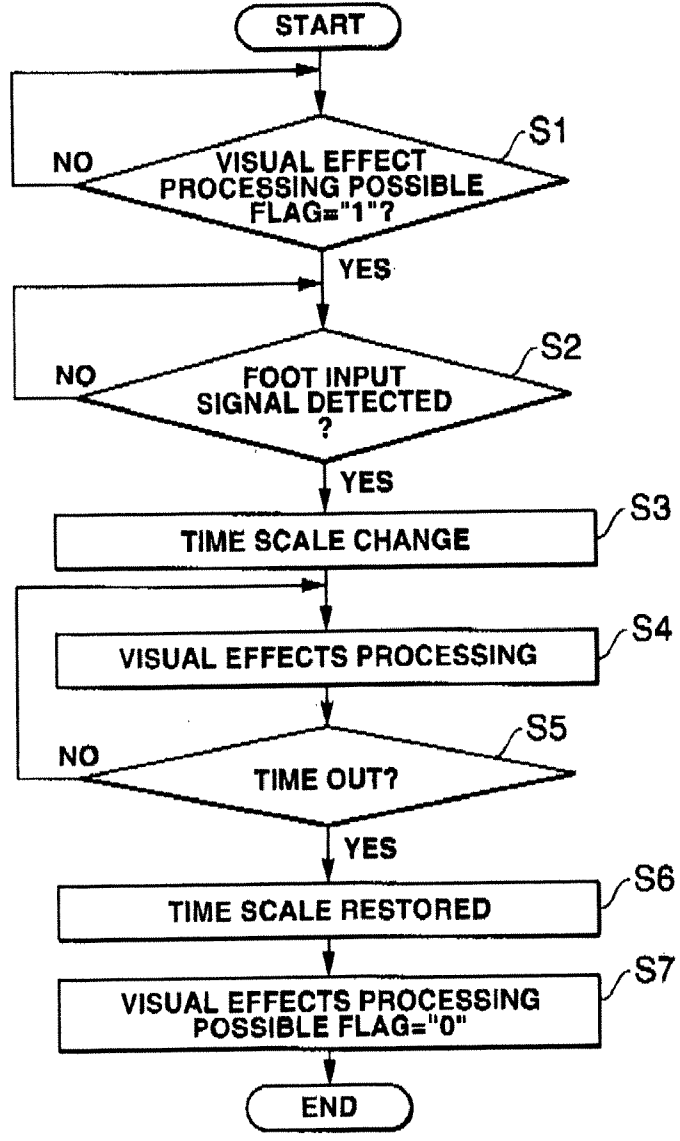 START
S1
NO
VISUAL EFFECT
PROCESSING POSSIBLE
FLAG="1"?
YES
S2
NO
FOOT INPUT
SIGNAL DETECTED
?
YES
S3
TIME SCALE CHANGE
S4
VISUAL EFFECTS PROCESSING
S5
NO
TIME OUT?
YES
S6
TIME SCALE RESTORED
S7
VISUAL EFFECTS PROCESSING
POSSIBLE FLAG="0"
END